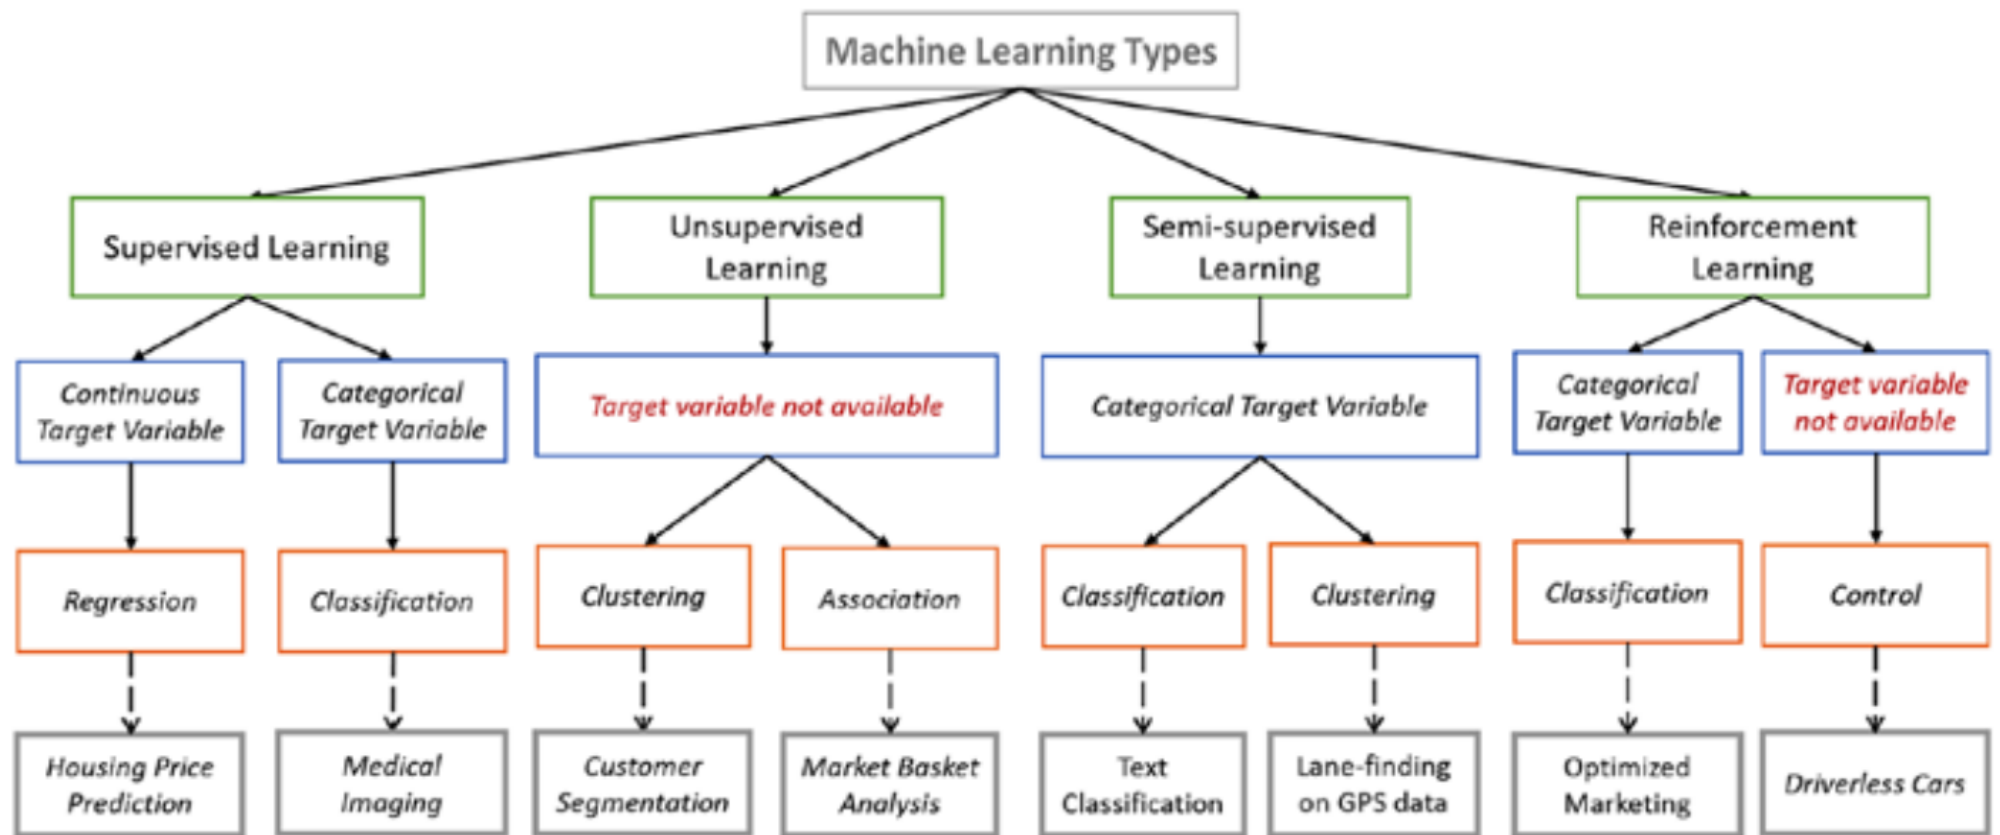 Machine Learning Types
Supervised Learning
Unsupervised
Learning
Semi-supervised
Learning
Reinforcement
Learning
Continuous
Target Variable
Categorical
Target Variable
Target variable not available
Categorical Target Variable
Categorical
Target Variable
Target variable
not available
Regression
Classification
Clustering
Association
Classification
Clustering
Classification
Control
Housing Price
Prediction
Medical
Imaging
Customer
Segmentation
Market Basket
Analysis
Text
Classification
Lane-finding
on GPS data
Optimized
Marketing
Driverless Cars